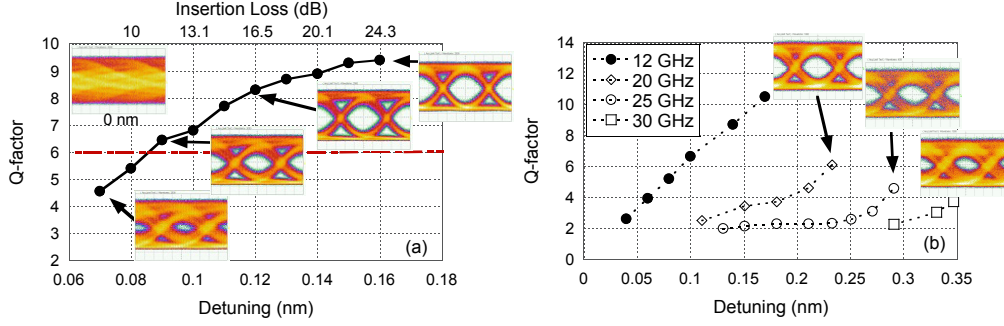 Insertion Loss (dB)
10 13.1 16.5 20.1 24.3
10
9
8
7
6
5
4
3
2
Q-factor
0 nm
(a)
0.06 0.08 0.1 0.12 0.14 0.16 0.18
Detuning (nm)
14
12
10
8
6
4
2
0
Q-factor
12 GHz
20 GHz
25 GHz
30 GHz
(b)
0 0.05 0.1 0.15 0.2 0.25 0.3 0.35
Detuning (nm)